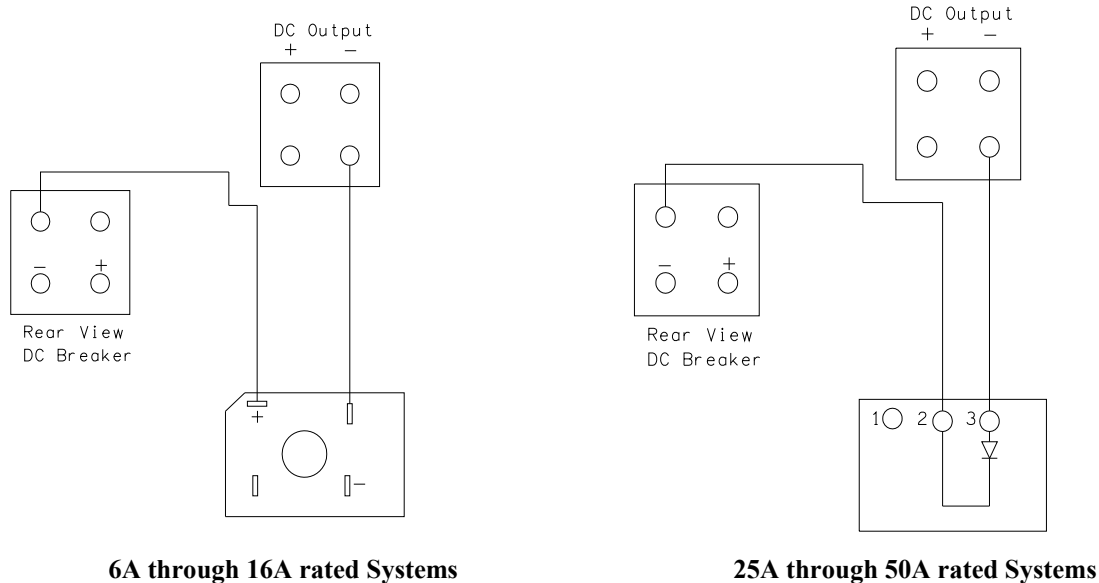 DC Output
+ −
− +
Rear View
DC Breaker
+
−
6A through 16A rated Systems
DC Output
+ −
− +
Rear View
DC Breaker
1 2 3
25A through 50A rated Systems